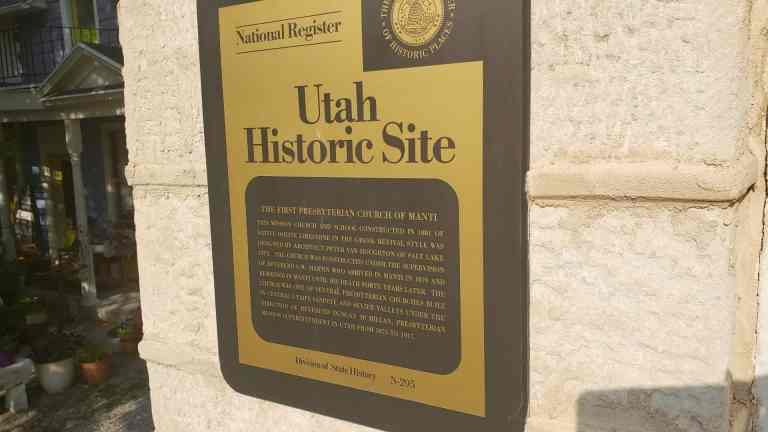 National Register
THE
ER
OF HISTORIC PLACES
Utah
Historic Site
THE FIRST PRESBYTERIAN CHURCH OF MANTI
THIS MISSION CHURCH AND SCHOOL CONSTRUCTED IN 1881 OF
NATIVE OOLITE LIMESTONE IN THE GREEK REVIVAL STYLE, WAS
DESIGNED BY ARCHITECT PETER VAN HOUGHTON OF SALT LAKE
CITY. THE CHURCH WAS CONSTRUCTED UNDER THE SUPERVISION
OF REVEREND G.W. MARTIN WHO ARRIVED IN MANTI IN 1879 AND
REMAINED IN MANTI UNTIL HIS DEATH FORTY YEARS LATER. THE
CHURCH WAS ONE OF SEVERAL PRESBYTERIAN CHURCHES BUILT
IN CENTRAL UTAH'S SANPETE AND SEVIER VALLEYS UNDER THE
DIRECTION OF REVEREND DUNCAN MCMILLAN, PRESBYTERIAN
MISSION SUPERINTENDENT IN UTAH FROM 1875 TO 1917.
Division of State History N-295